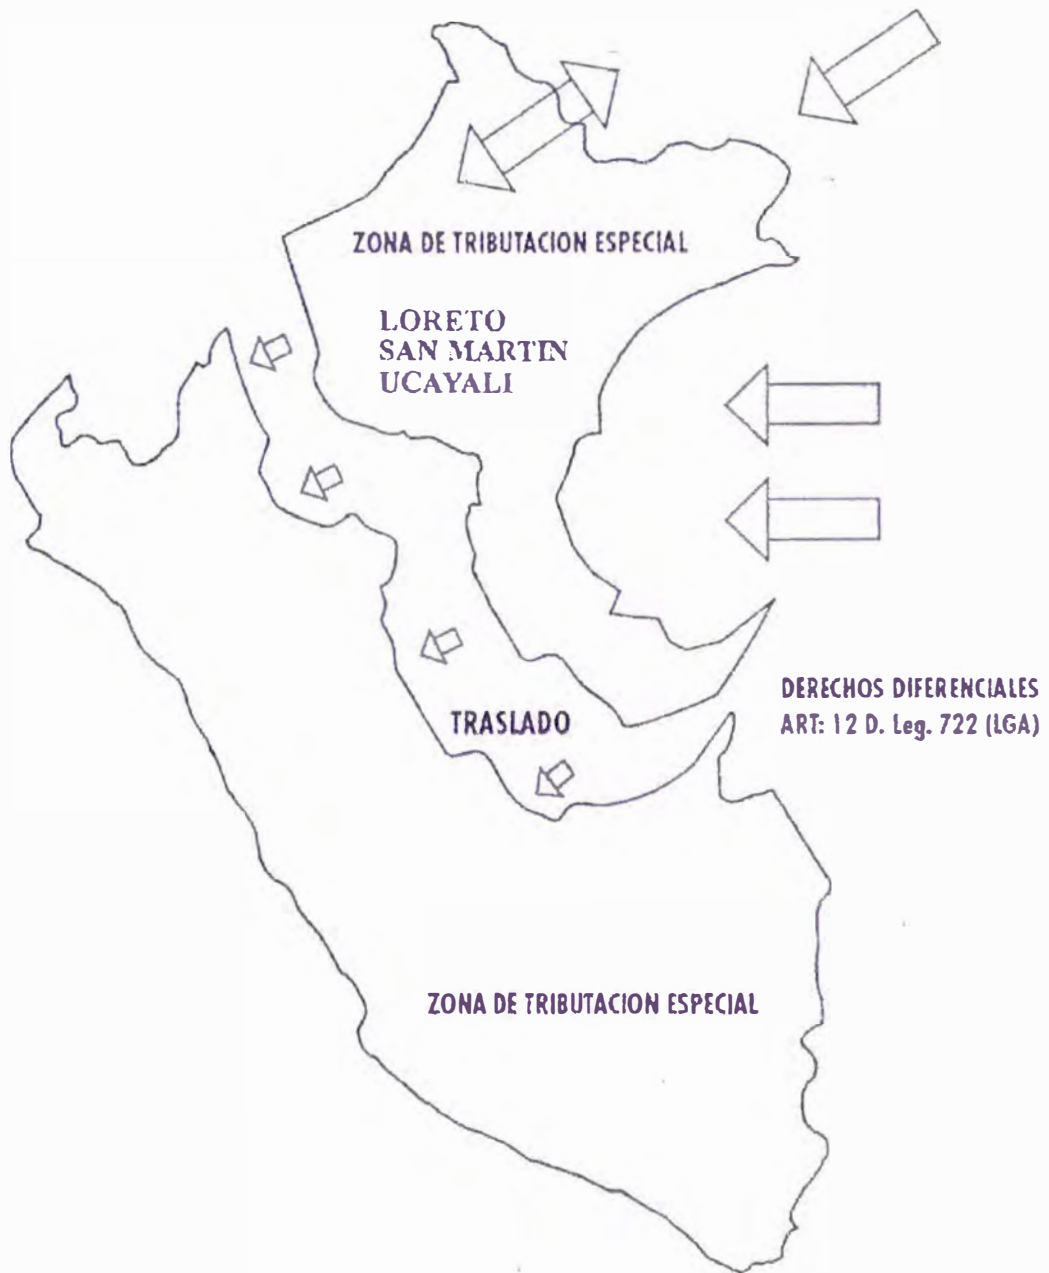 ZONA DE TRIBUTACION ESPECIAL
LORETO
SAN MARTIN
UCAYALI
DERECHOS DIFERENCIALES
ART: 12 D. Leg. 722 (LGA)
TRASLADO
ZONA DE TRIBUTACION ESPECIAL